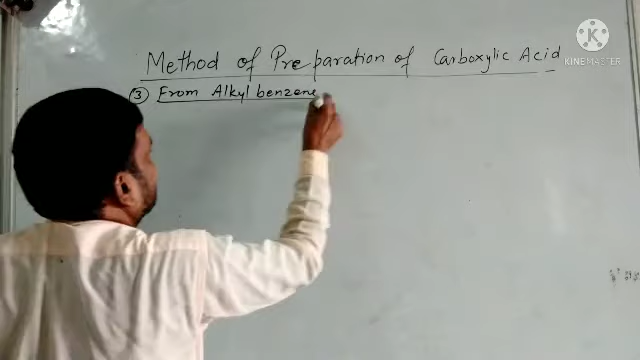 Method of Preparation of Carboxylic Acid
③ From Alkyl benzene
K
KINEMASTER